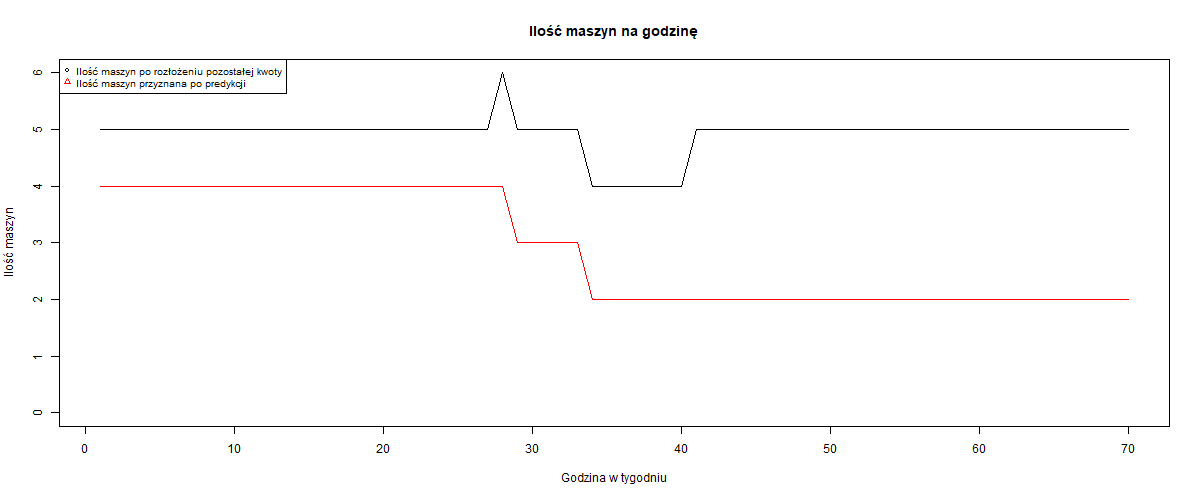 Ilość maszyn na godzinę
Ilość maszyn po rozłożeniu pozostałej kwoty
Ilość maszyn przyznana po predykcji
6
5
4
3
2
1
0
Ilość maszyn
0 10 20 30 40 50 60 70
Godzina w tygodniu